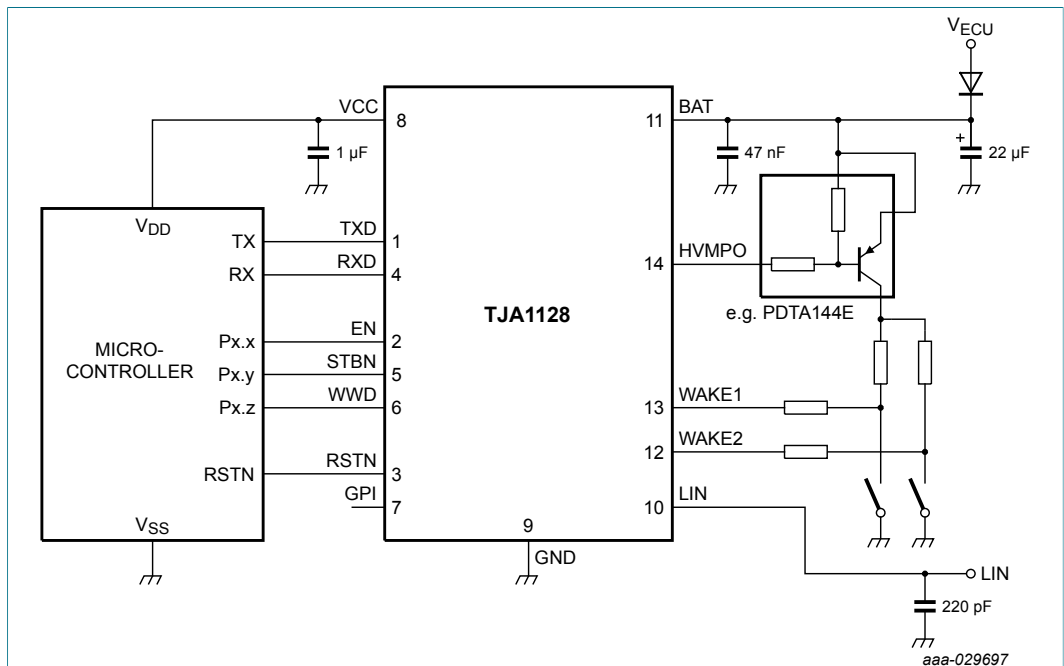 VECU
VCC
BAT
8
11
1 µF
47 nF
+
22 µF
VDD
TX
TXD
1
RX
RXD
4
14
HVMPO
TJA1128
e.g. PDTA144E
MICRO-
CONTROLLER
Px.x
EN
2
Px.y
STBN
5
Px.z
WWD
6
13
WAKE1
12
WAKE2
RSTN
RSTN
3
GPI
7
10
LIN
VSS
9
GND
LIN
220 pF
aaa-029697